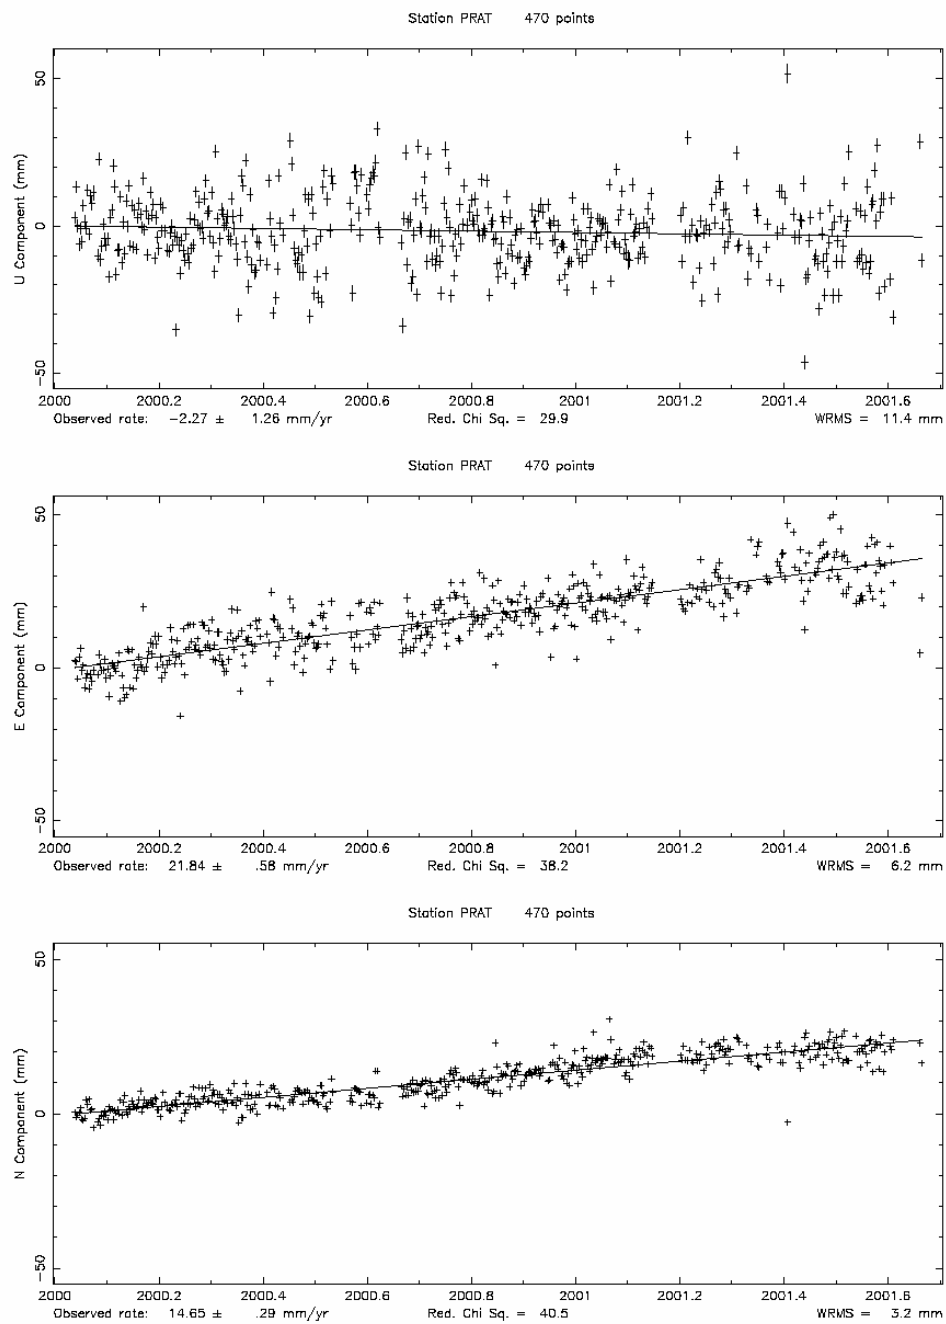 Station PRAT 470 points
50
0
-50
U Component (mm)
2000 2000.2 2000.4 2000.6 2000.8 2001 2001.2 2001.4 2001.6
Observed rate: -2.27 ± 1.26 mm/yr Red. Chi Sq. = 29.9 WRMS = 11.4 mm
Station PRAT 470 points
50
0
-50
E Component (mm)
2000 2000.2 2000.4 2000.6 2000.8 2001 2001.2 2001.4 2001.6
Observed rate: 21.84 ± .58 mm/yr Red. Chi Sq. = 38.2 WRMS = 6.2 mm
Station PRAT 470 points
50
0
-50
N Component (mm)
2000 2000.2 2000.4 2000.6 2000.8 2001 2001.2 2001.4 2001.6
Observed rate: 14.65 ± .29 mm/yr Red. Chi Sq. = 40.5 WRMS = 3.2 mm